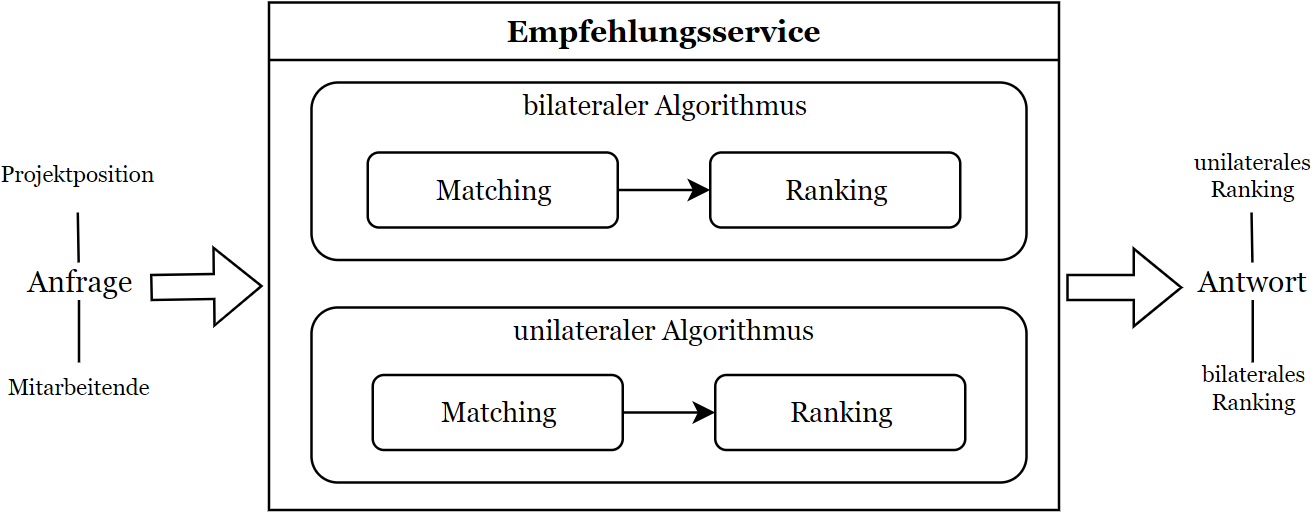 Empfehlungsservice
bilateraler Algorithmus
Matching
Ranking
Projektposition
Anfrage
Mitarbeitende
unilateraler Algorithmus
Matching
Ranking
unilaterales
Ranking
Antwort
bilaterales
Ranking